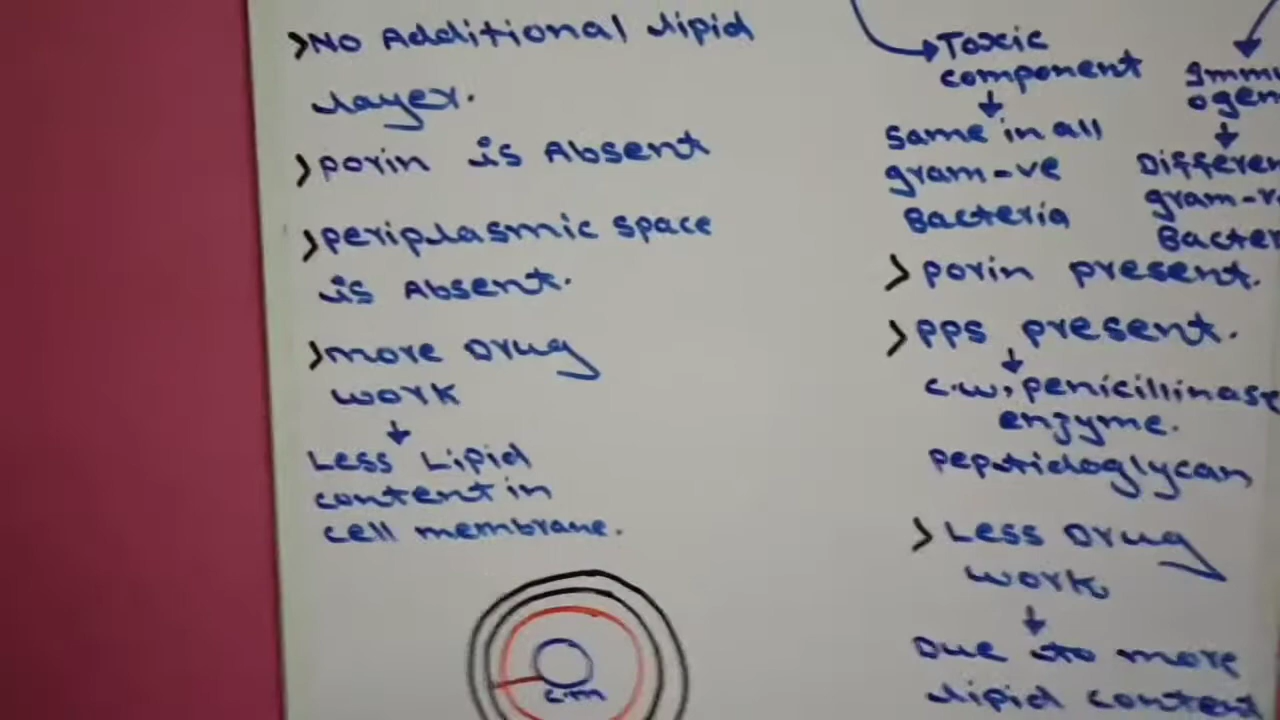 >No Additional lipid
layer.
>porin is Absent
>periplasmic space
is Absent.
>more Drug
work
↓
Less Lipid
content in
cell membrane.
c.m
Toxic
component
↓
same in all
gram-ve
Bacteria
↓
ogen
↓
gram-
> porin present.
> pps present.
↓
c.w, penicillinase
enzyme.
peptidoglycan
> Less Drug
work
↓
Due to more
lipid content